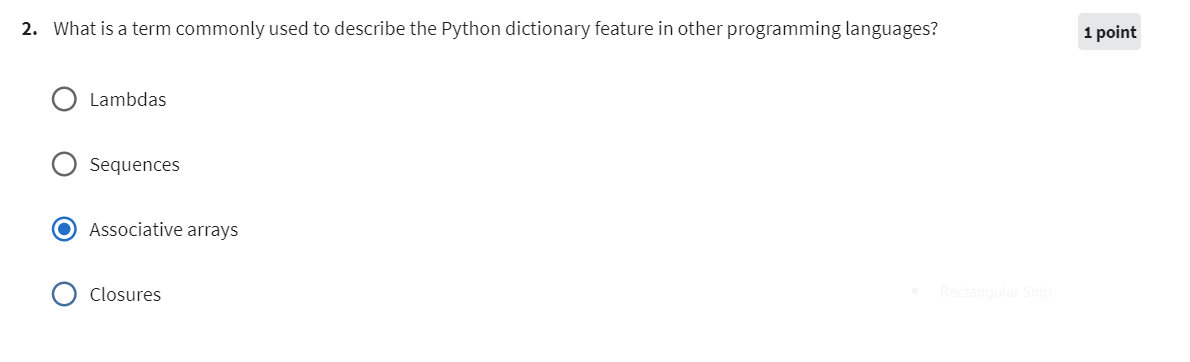 2. What is a term commonly used to describe the Python dictionary feature in other programming languages?
1 point
Lambdas
Sequences
Associative arrays
Closures
Rectangular Snip